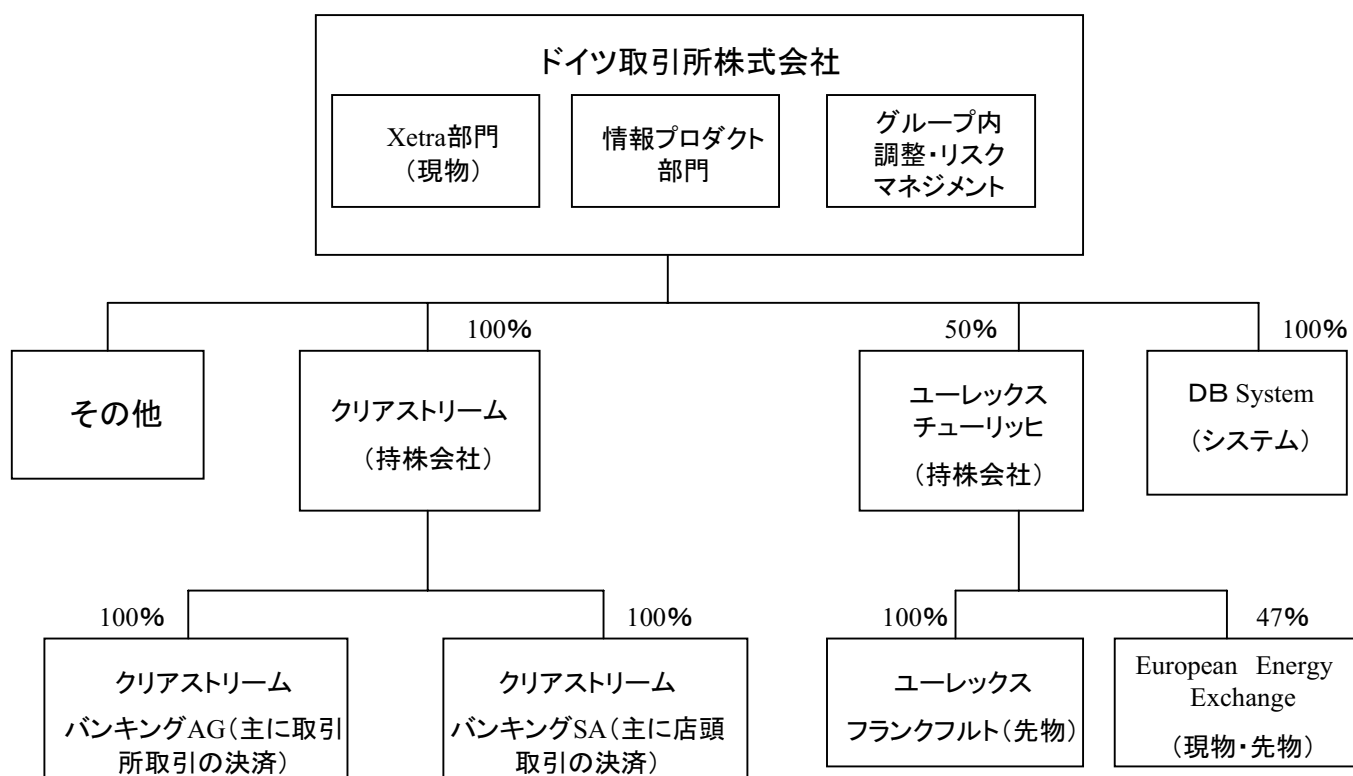 ドイツ取引所株式会社
Xetra部門
（現物）
情報プロダクト
部門
グループ内
調整・リスク
マネジメント
100％
50％
100％
その他
クリアストリーム
（持株会社）
ユーレックス
チューリッヒ
（持株会社）
ＤＢ System
（システム）
100％
100％
100％
47％
クリアストリーム
バンキングAG（主に取引
所取引の決済）
クリアストリーム
バンキングSA（主に店頭
取引の決済）
ユーレックス
フランクフルト（先物）
European Energy
Exchange
（現物・先物）